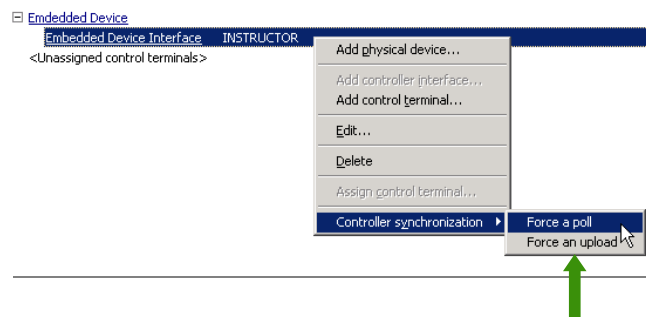 Emdedded Device
Embedded Device Interface INSTRUCTOR
<Unassigned control terminals>
Add physical device...
Add controller interface...
Add control terminal...
Edit...
Delete
Assign control terminal...
Controller synchronization
Force a poll
Force an upload